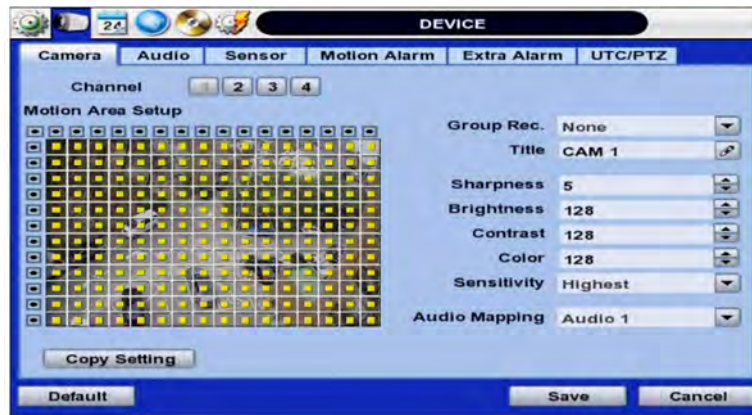 24
DEVICE
Camera Audio Sensor Motion Alarm Extra Alarm UTC/PTZ
Channel 1 2 3 4
Motion Area Setup
Group Rec. None
Title CAM 1
Sharpness 5
Brightness 128
Contrast 128
Color 128
Sensitivity Highest
Audio Mapping Audio 1
Copy Setting
Default Save Cancel